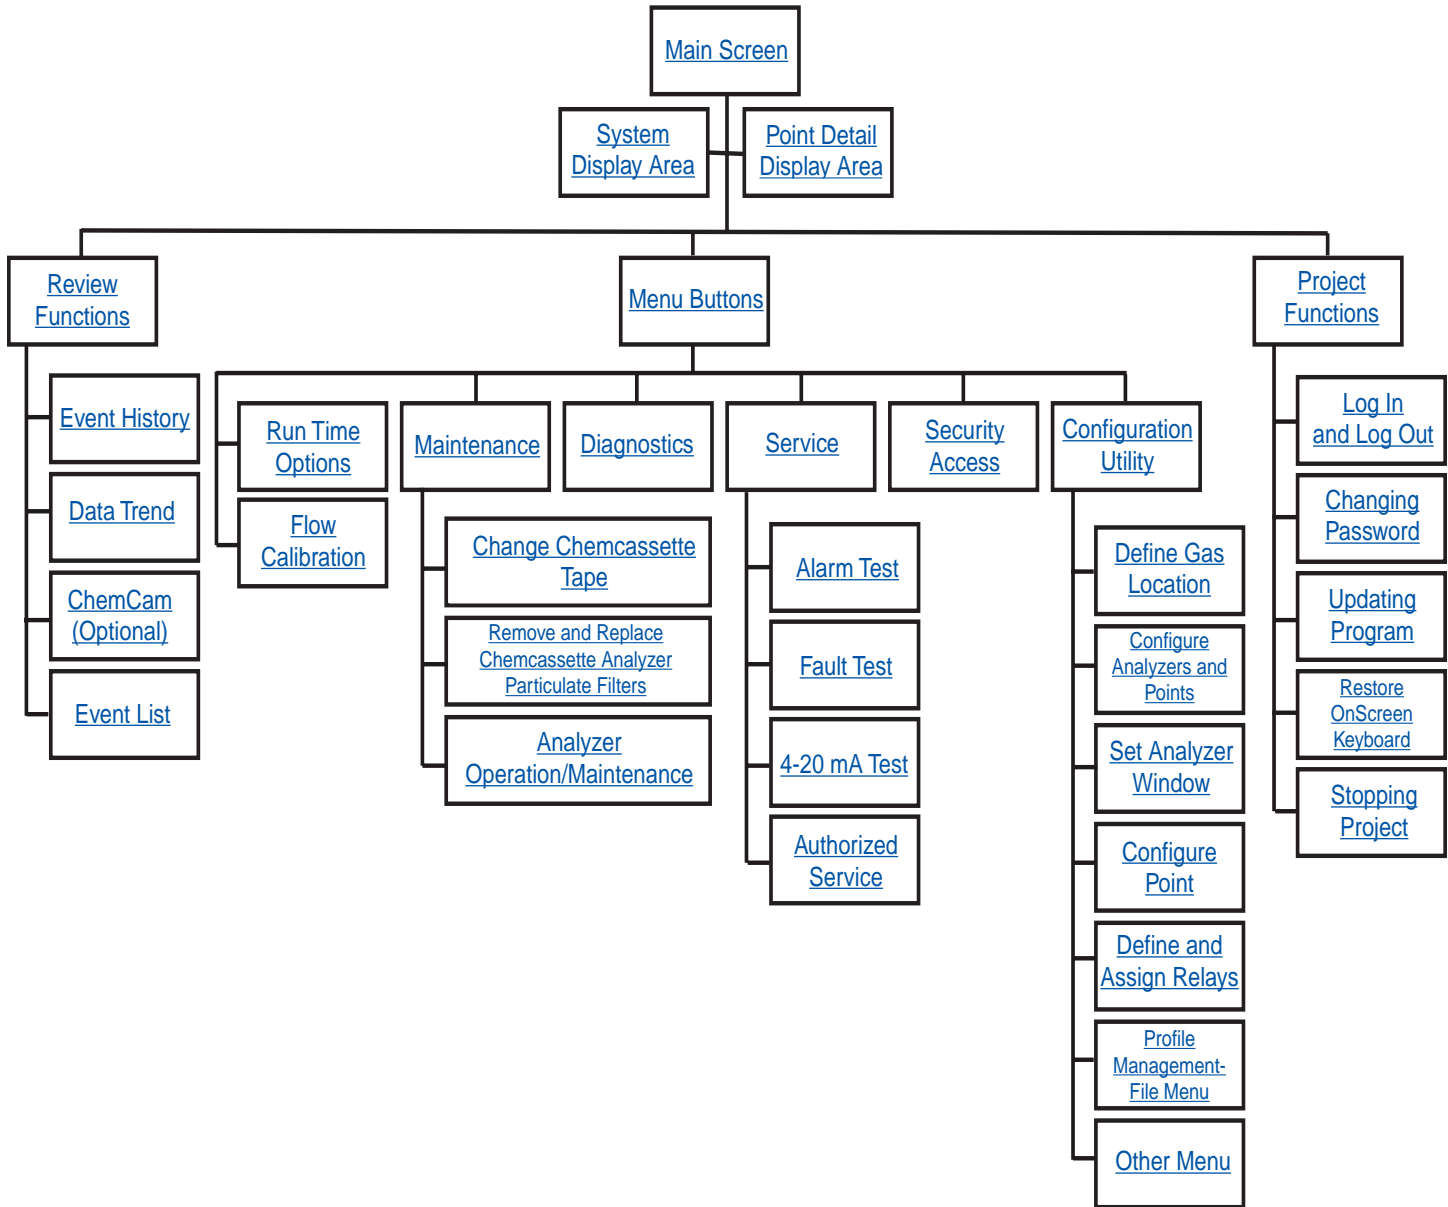 Main Screen
System
Display Area
Point Detail
Display Area
Review
Functions
Menu Buttons
Project
Functions
Event History
Data Trend
ChemCam
(Optional)
Event List
Run Time
Options
Flow
Calibration
Maintenance
Change Chemcassette
Tape
Remove and Replace
Chemcassette Analyzer
Particulate Filters
Analyzer
Operation/Maintenance
Diagnostics
Service
Alarm Test
Fault Test
4-20 mA Test
Authorized
Service
Security
Access
Configuration
Utility
Define Gas
Location
Configure
Analyzers and
Points
Set Analyzer
Window
Configure
Point
Define and
Assign Relays
Profile
Management-
File Menu
Other Menu
Log In
and Log Out
Changing
Password
Updating
Program
Restore
OnScreen
Keyboard
Stopping
Project